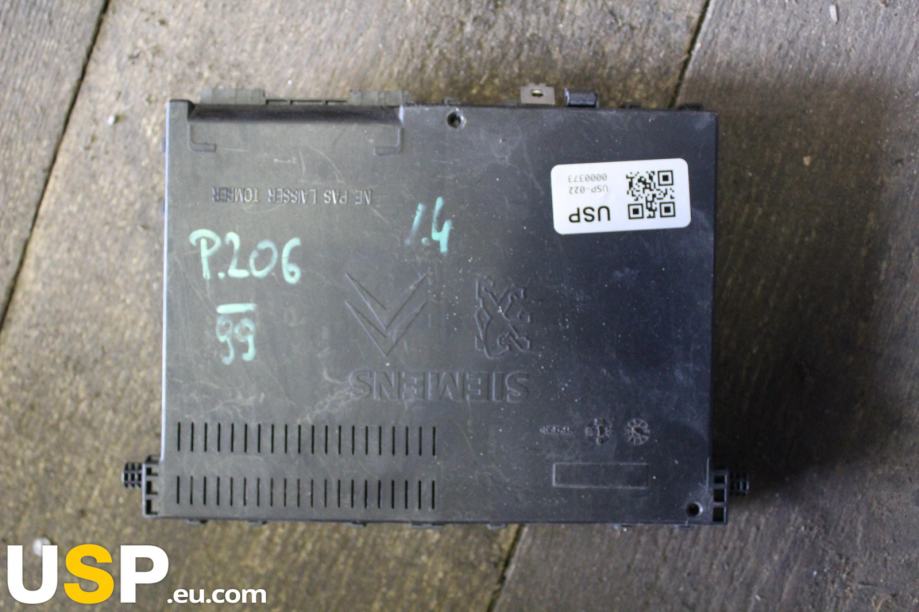 NE PAS LAISSER TOMBER
USP-022
0000373
USP
1.4
P.206
99
SIEMENS
USP.eu.com